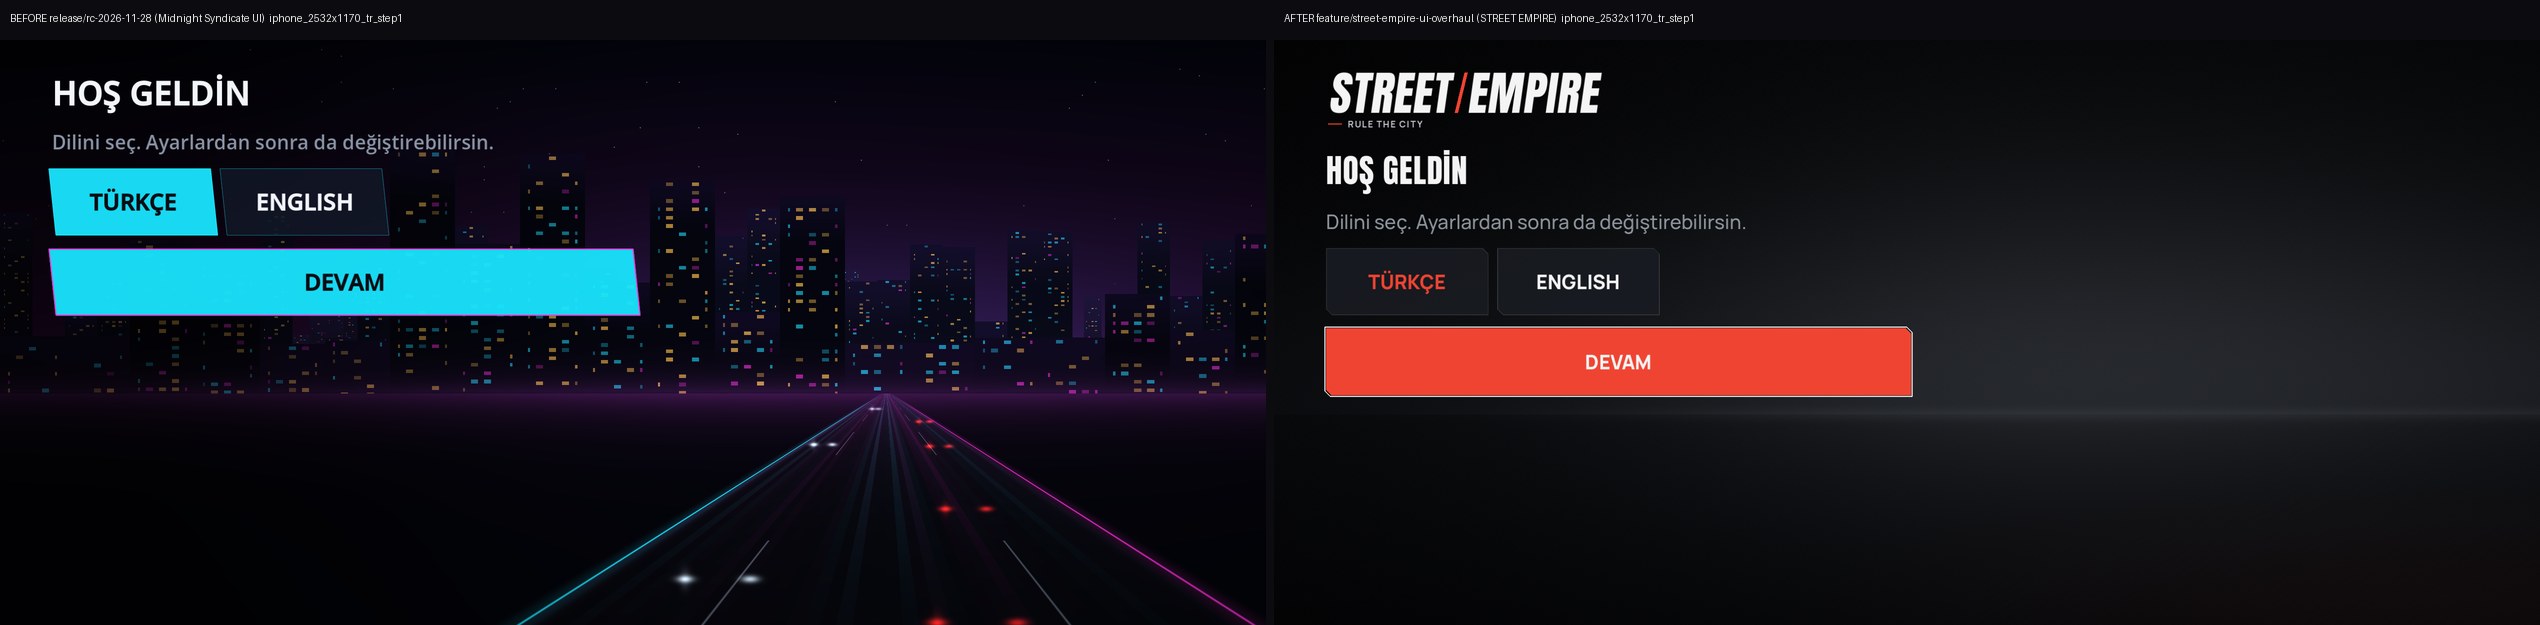 BEFORE release/rc-2026-11-28 (Midnight Syndicate UI) iphone_2532x1170_tr_step1
HOŞ GELDİN
Dilini seç. Ayarlardan sonra da değiştirebilirsin.
TÜRKÇE ENGLISH
DEVAM
AFTER feature/street-empire-ui-overhaul (STREET EMPIRE) iphone_2532x1170_tr_step1
STREET/EMPIRE
RULE THE CITY
HOŞ GELDİN
Dilini seç. Ayarlardan sonra da değiştirebilirsin.
TÜRKÇE ENGLISH
DEVAM